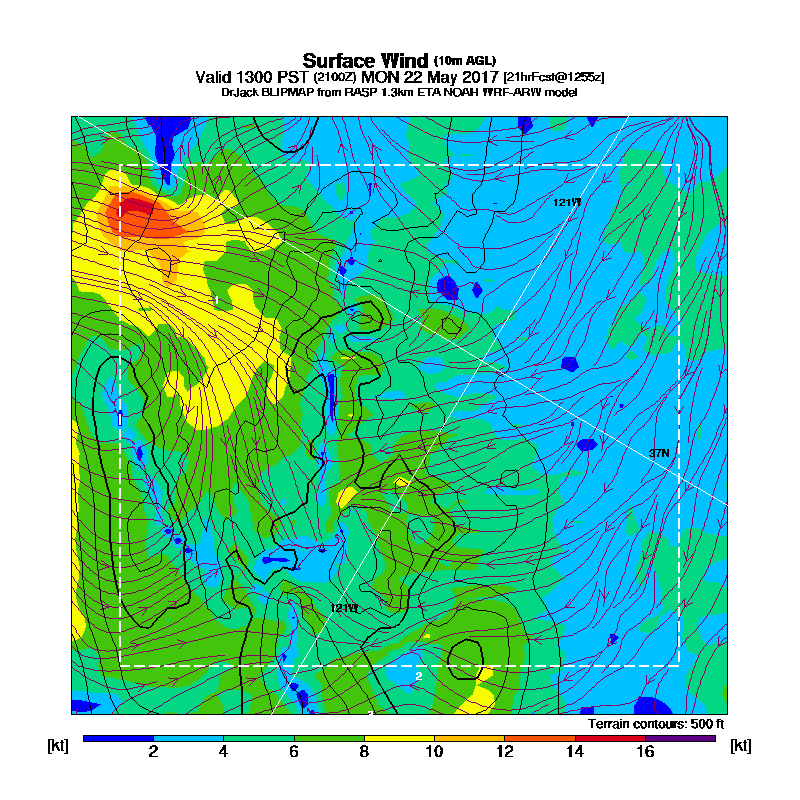 Surface Wind (10m AGL)
Valid 1300 PST (2100Z) MON 22 May 2017 [21hrFcst@1255z]
DrJack BLIPMAP from RASP 1.3km ETA NOAH WRF-ARW model
121W
1
37N
121W
2
Terrain contours: 500 ft
[kt] 2 4 6 8 10 12 14 16 [kt]